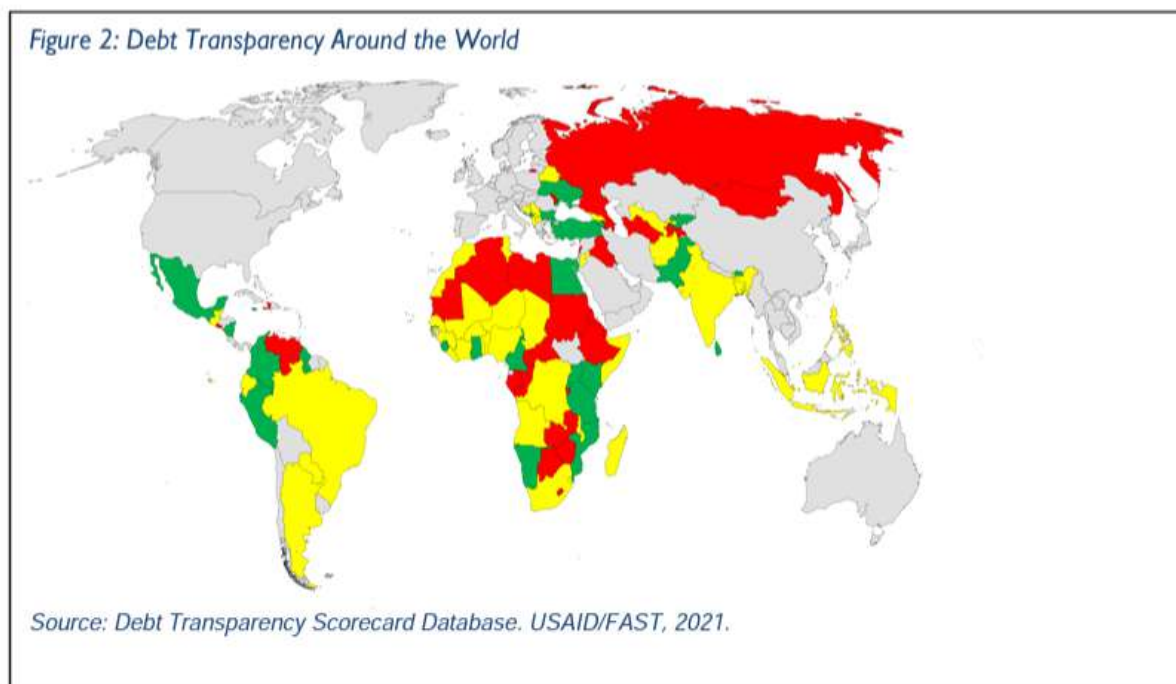 Figure 2: Debt Transparency Around the World
Source: Debt Transparency Scorecard Database. USAID/FAST, 2021.